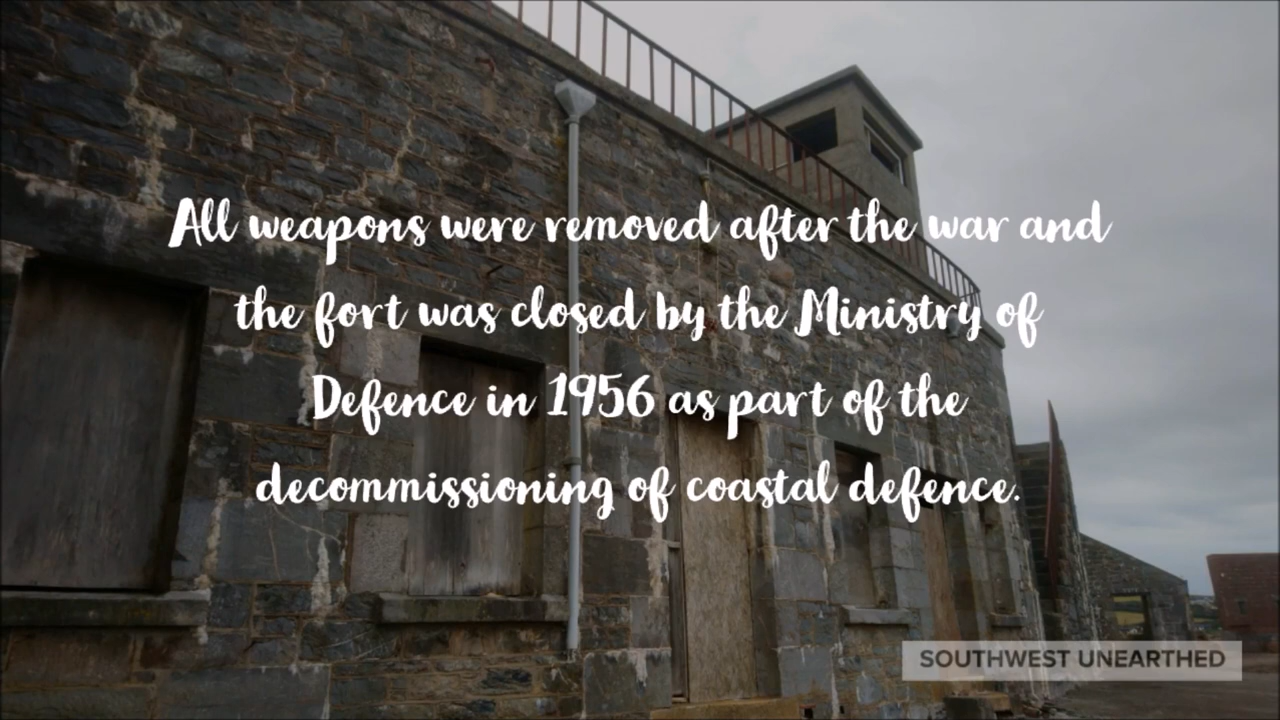 All weapons were removed after the war and
the fort was closed by the Ministry of
Defence in 1956 as part of the
decommissioning of coastal defence.
SOUTHWEST UNEARTHED